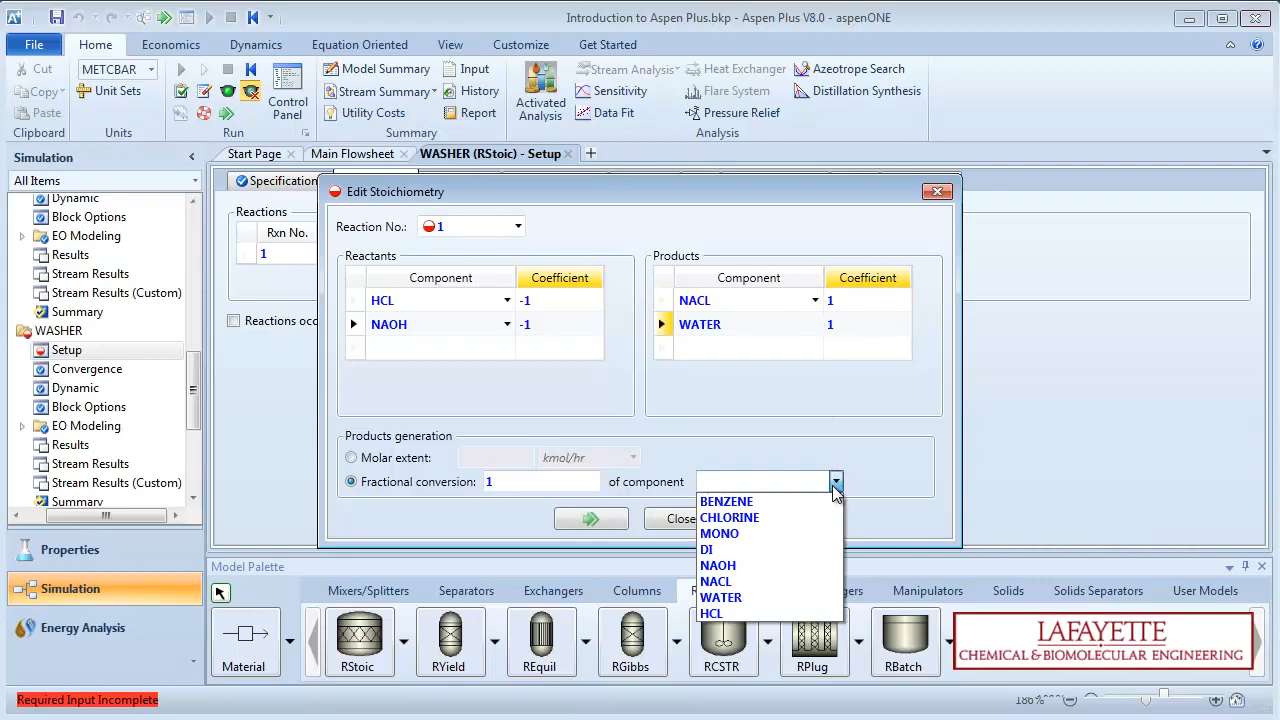 Introduction to Aspen Plus.bkp - Aspen Plus V8.0 - aspenONE
File Home Economics Dynamics Equation Oriented View Customize Get Started
Cut METCBAR Model Summary Input Stream Analysis Heat Exchanger Azeotrope Search
Copy Unit Sets Stream Summary History Sensitivity Flare System Distillation Synthesis
Paste Control Panel Utility Costs Report Activated Analysis Data Fit Pressure Relief
Clipboard Units Run Summary Analysis
Simulation Start Page Main Flowsheet WASHER (RStoic) - Setup
All Items Specification
Dynamic
Block Options
EO Modeling
Results
Stream Results
Stream Results (Custom)
Summary
WASHER
Setup
Convergence
Dynamic
Block Options
EO Modeling
Results
Stream Results
Stream Results (Custom)
Summary
Properties
Simulation
Energy Analysis
Reactions
Rxn No.
1
Reactions occ
Edit Stoichiometry
Reaction No.: 1
Reactants Products
Component Coefficient Component Coefficient
HCL -1 NACL 1
NAOH -1 WATER 1
Products generation
Molar extent: kmol/hr
Fractional conversion: 1 of component
BENZENE
CHLORINE
MONO
DI
NAOH
NACL
WATER
HCL
Close
Model Palette
Mixers/Splitters Separators Exchangers Columns Manipulators Solids Solids Separators User Models
Material RStoic RYield REquil RGibbs RCSTR RPlug RBatch
LAFAYETTE
CHEMICAL & BIOMOLECULAR ENGINEERING
Required Input Incomplete